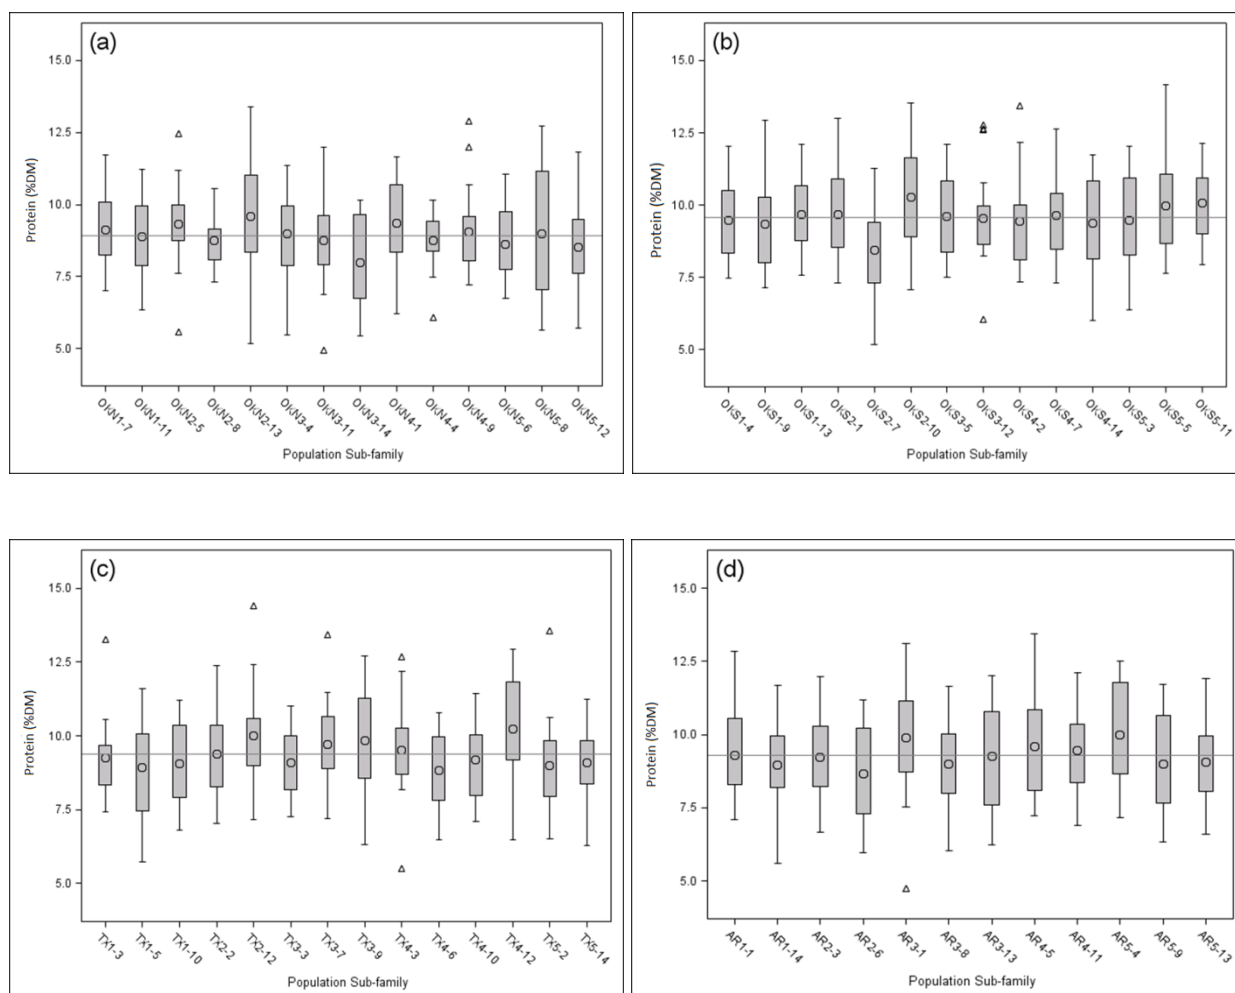 (a)
15.0
12.5
10.0
7.5
5.0
Protein (%DM)
OKN1-7 OKN1-11 OKN2-5 OKN2-8 OKN2-13 OKN3-4 OKN3-11 OKN3-14 OKN4-1 OKN4-4 OKN4-9 OKN5-6 OKN5-8 OKN5-12
Population Sub-family
(b)
15.0
12.5
10.0
7.5
5.0
Protein (%DM)
OKS1-4 OKS1-9 OKS1-13 OKS2-1 OKS2-7 OKS2-10 OKS3-5 OKS3-12 OKS4-2 OKS4-7 OKS4-14 OKS5-3 OKS5-5 OKS5-11
Population Sub-family
(c)
15.0
12.5
10.0
7.5
5.0
Protein (%DM)
TX1-3 TX1-5 TX1-10 TX2-2 TX2-12 TX3-3 TX3-7 TX3-9 TX4-3 TX4-6 TX4-10 TX4-12 TX5-2 TX5-14
Population Sub-family
(d)
15.0
12.5
10.0
7.5
5.0
Protein (%DM)
AR1-1 AR1-14 AR2-3 AR2-6 AR3-1 AR3-8 AR3-13 AR4-5 AR4-11 AR5-4 AR5-9 AR5-13
Population Sub-family